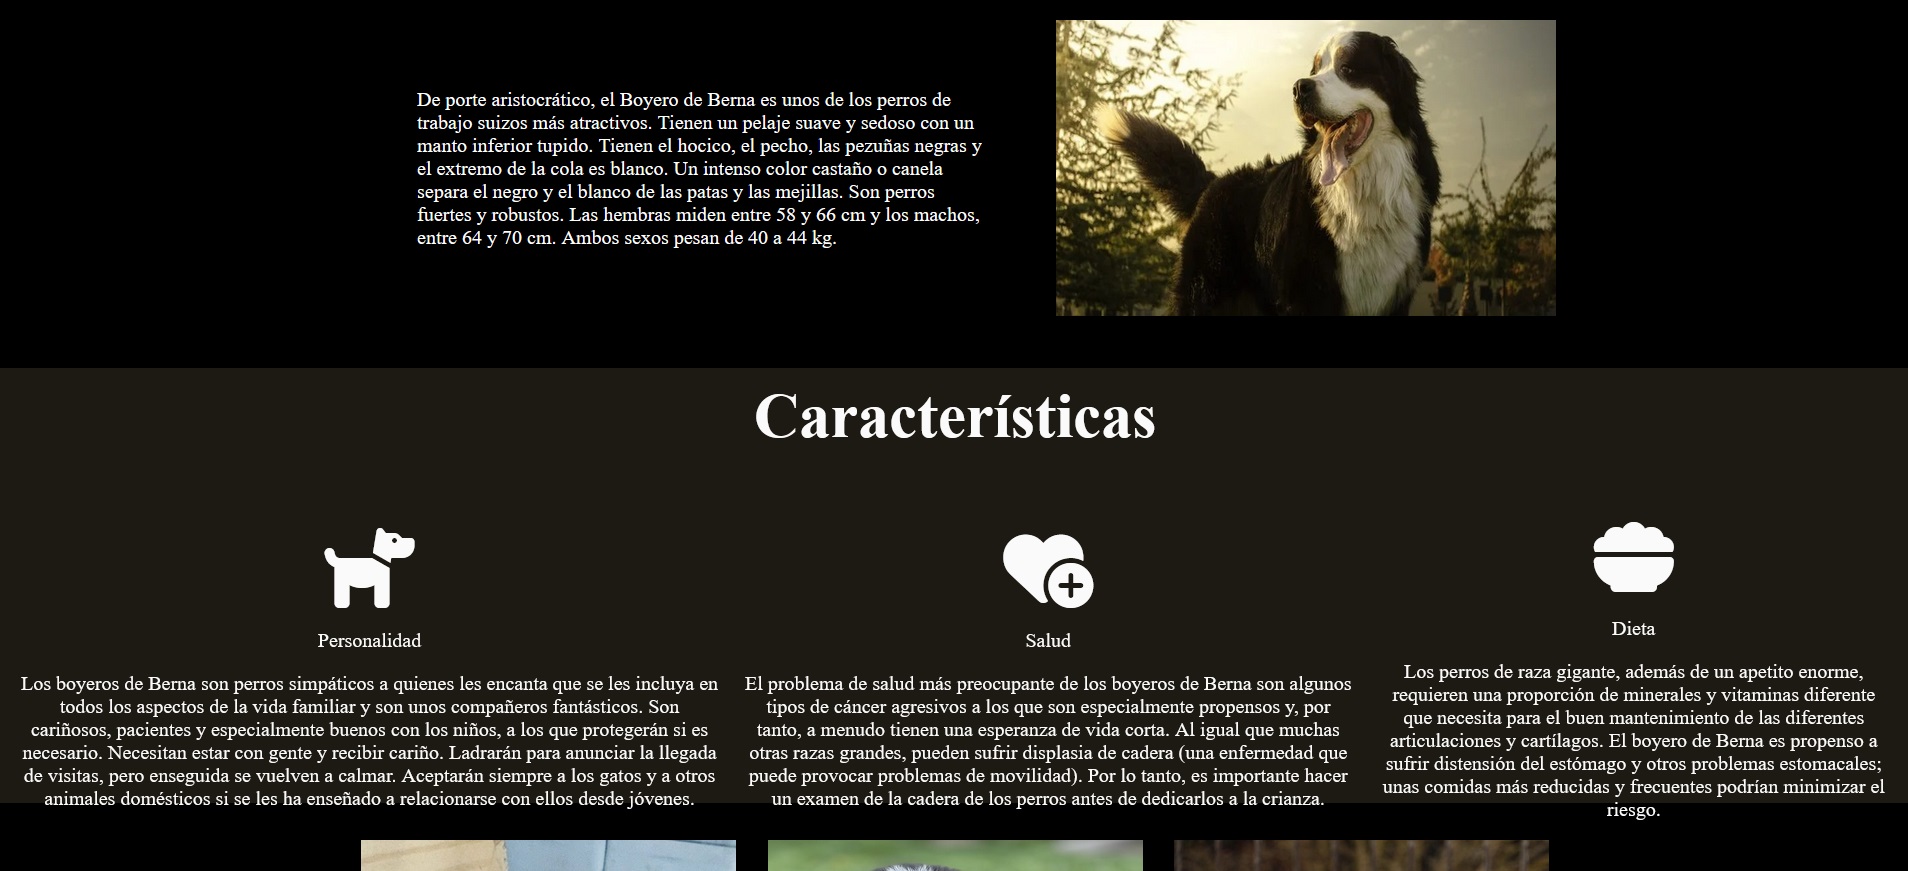 De porte aristocrático, el Boyero de Berna es unos de los perros de
trabajo suizos más atractivos. Tienen un pelaje suave y sedoso con un
manto inferior tupido. Tienen el hocico, el pecho, las pezuñas negras y
el extremo de la cola es blanco. Un intenso color castaño o canela
separa el negro y el blanco de las patas y las mejillas. Son perros
fuertes y robustos. Las hembras miden entre 58 y 66 cm y los machos,
entre 64 y 70 cm. Ambos sexos pesan de 40 a 44 kg.
Características
Personalidad
Los boyeros de Berna son perros simpáticos a quienes les encanta que se les incluya en
todos los aspectos de la vida familiar y son unos compañeros fantásticos. Son
cariñosos, pacientes y especialmente buenos con los niños, a los que protegerán si es
necesario. Necesitan estar con gente y recibir cariño. Ladrarán para anunciar la llegada
de visitas, pero enseguida se vuelven a calmar. Aceptarán siempre a los gatos y a otros
animales domésticos si se les ha enseñado a relacionarse con ellos desde jóvenes.
Salud
El problema de salud más preocupante de los boyeros de Berna son algunos
tipos de cáncer agresivos a los que son especialmente propensos y, por
tanto, a menudo tienen una esperanza de vida corta. Al igual que muchas
otras razas grandes, pueden sufrir displasia de cadera (una enfermedad que
puede provocar problemas de movilidad). Por lo tanto, es importante hacer
un examen de la cadera de los perros antes de dedicarlos a la crianza.
Dieta
Los perros de raza gigante, además de un apetito enorme,
requieren una proporción de minerales y vitaminas diferente
que necesita para el buen mantenimiento de las diferentes
articulaciones y cartílagos. El boyero de Berna es propenso a
sufrir distensión del estómago y otros problemas estomacales;
unas comidas más reducidas y frecuentes podrían minimizar el
riesgo.